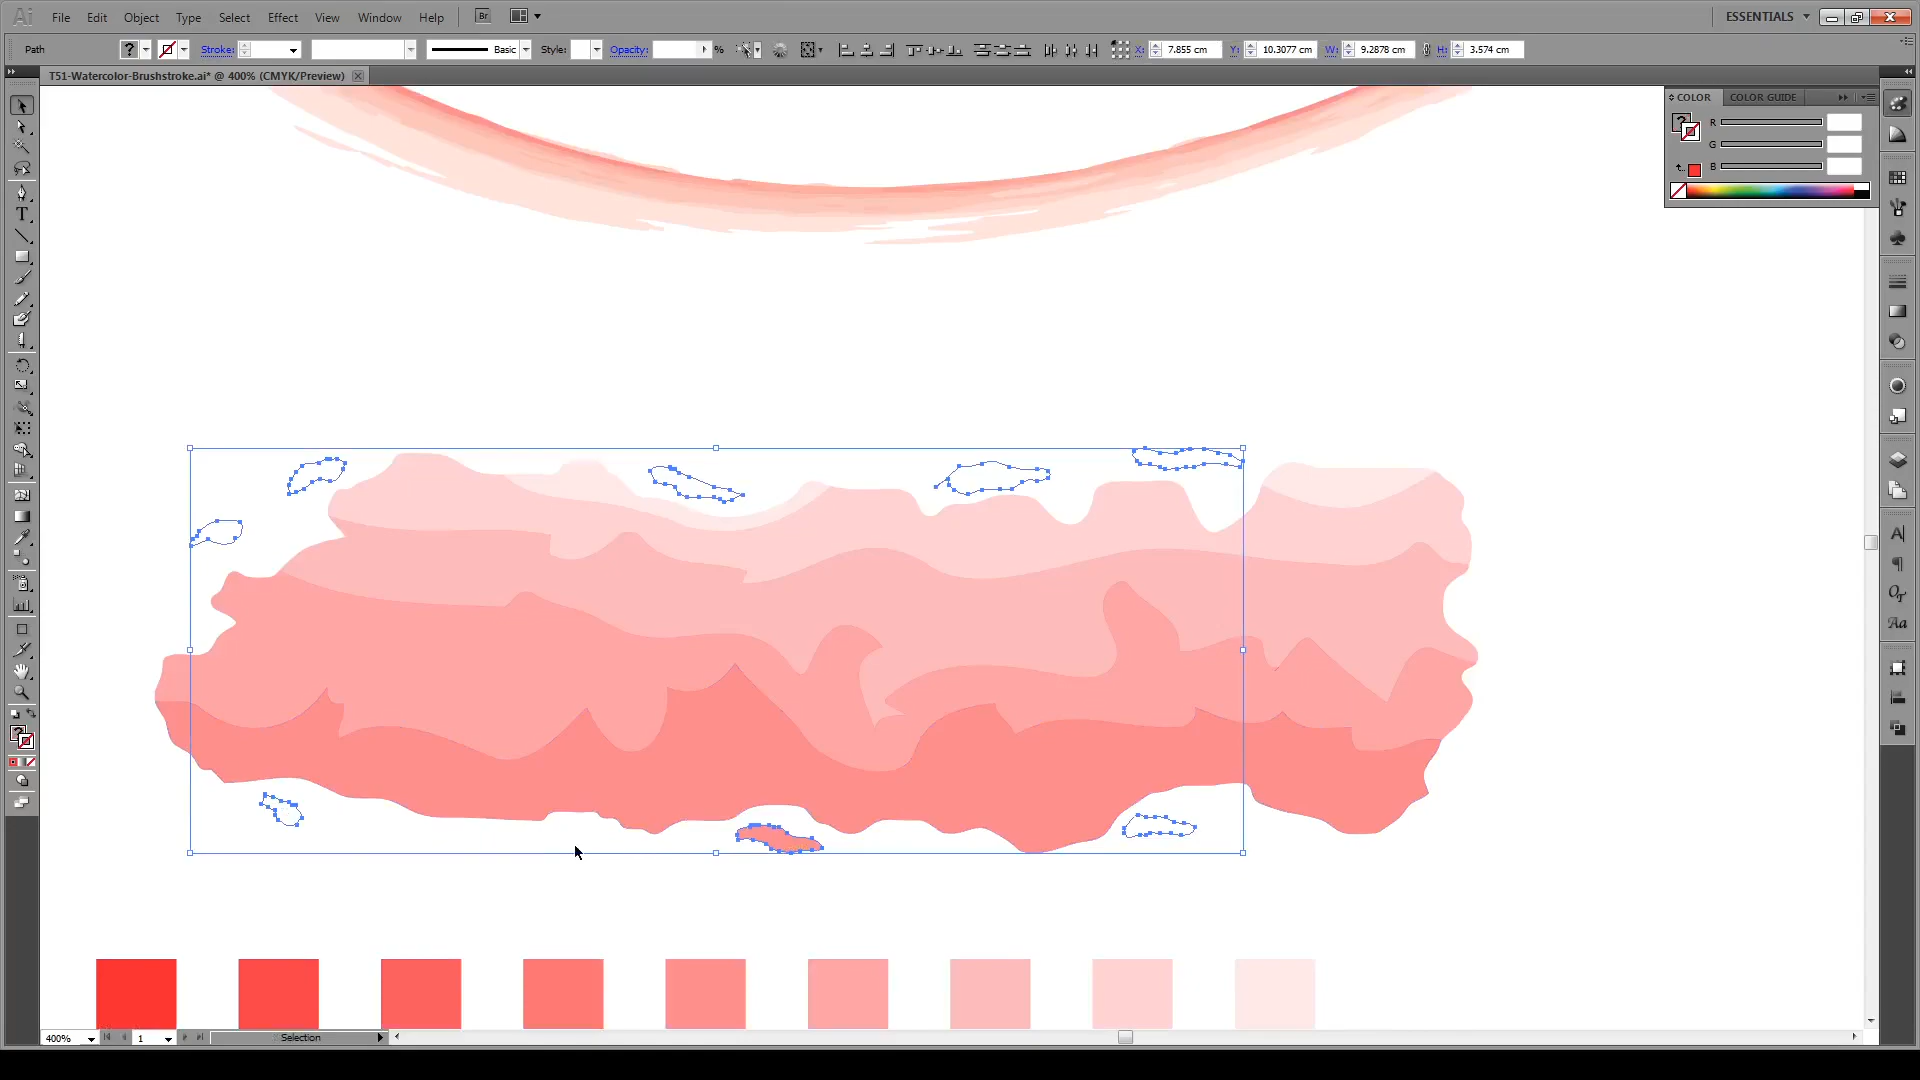 Ai File Edit Object Type Select Effect View Window Help Br ESSENTIALS
Path Stroke: Basic Style: Opacity: % X: 7.855 cm Y: 10.3077 cm W: 9.2878 cm H: 3.574 cm
T51-Watercolor-Brushstroke.ai* @ 400% (CMYK/Preview)
COLOR COLOR GUIDE
R
G
B
400% 1 Selection